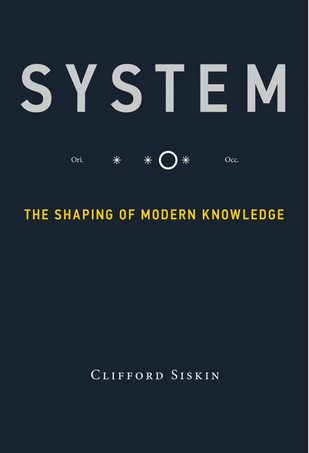 SYSTEM
Ori. * * O * Occ.
THE SHAPING OF MODERN KNOWLEDGE
CLIFFORD SISKIN